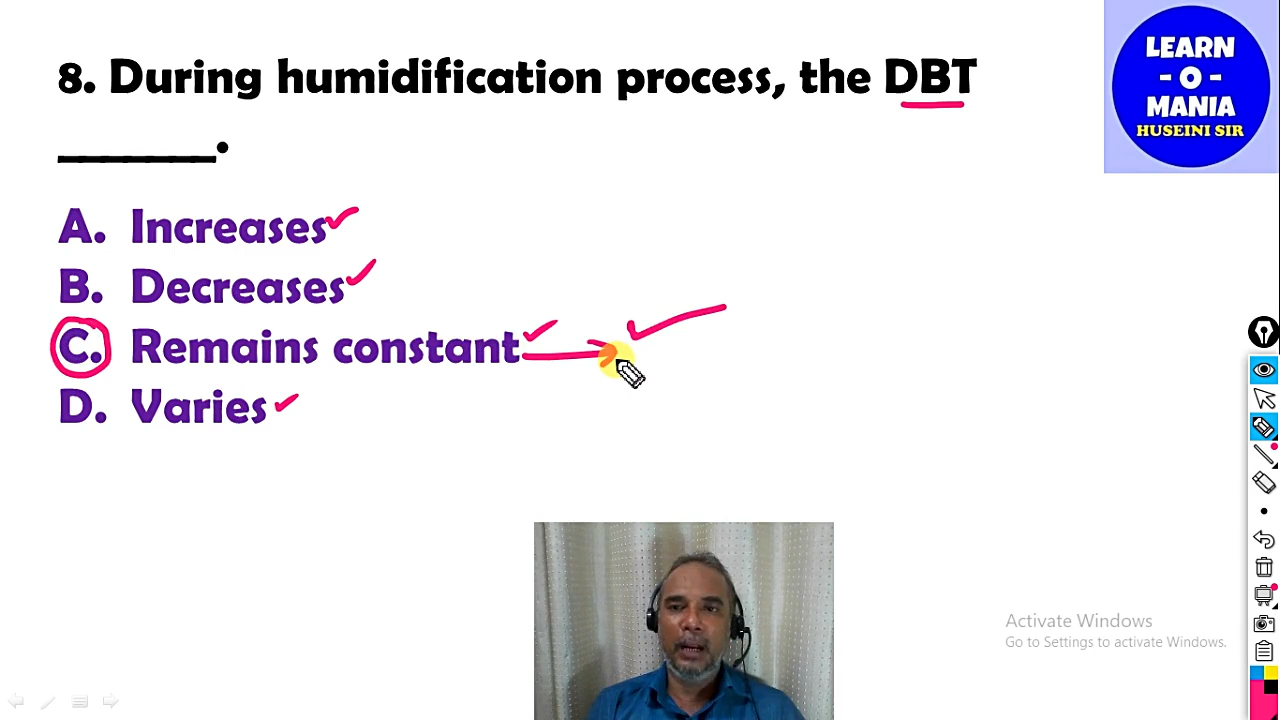 8. During humidification process, the DBT
_______.
A. Increases
B. Decreases
C. Remains constant
D. Varies
LEARN
- O -
MANIA
HUSEINI SIR
Activate Windows
Go to Settings to activate Windows.